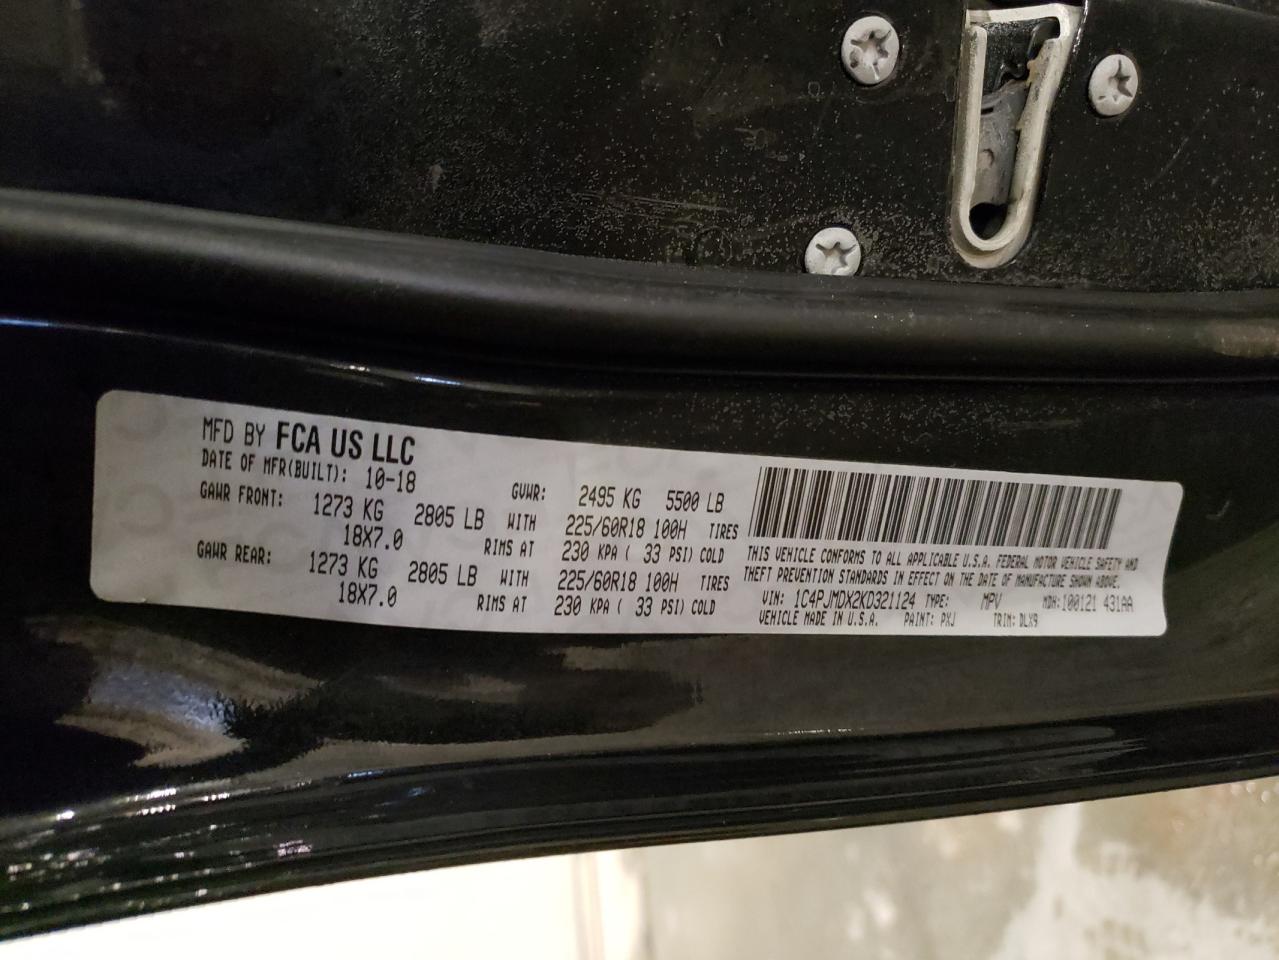 MFD BY FCA US LLC
DATE OF MFR(BUILT): 10-18 GVWR: 2495 KG 5500 LB
GAWR FRONT: 1273 KG 2805 LB WITH 225/60R18 100H TIRES
18X7.0 RIMS AT 230 KPA ( 33 PSI) COLD
GAWR REAR: 1273 KG 2805 LB WITH 225/60R18 100H TIRES
18X7.0 RIMS AT 230 KPA ( 33 PSI) COLD
THIS VEHICLE CONFORMS TO ALL APPLICABLE U.S.A. FEDERAL MOTOR VEHICLE SAFETY AND
THEFT PREVENTION STANDARDS IN EFFECT ON THE DATE OF MANUFACTURE SHOWN ABOVE.
VIN: 1C4PJMDX2KD321124 TYPE: MPV MDH: 100121 431AA
VEHICLE MADE IN U.S.A. PAINT: PXJ TRIM: DLX9